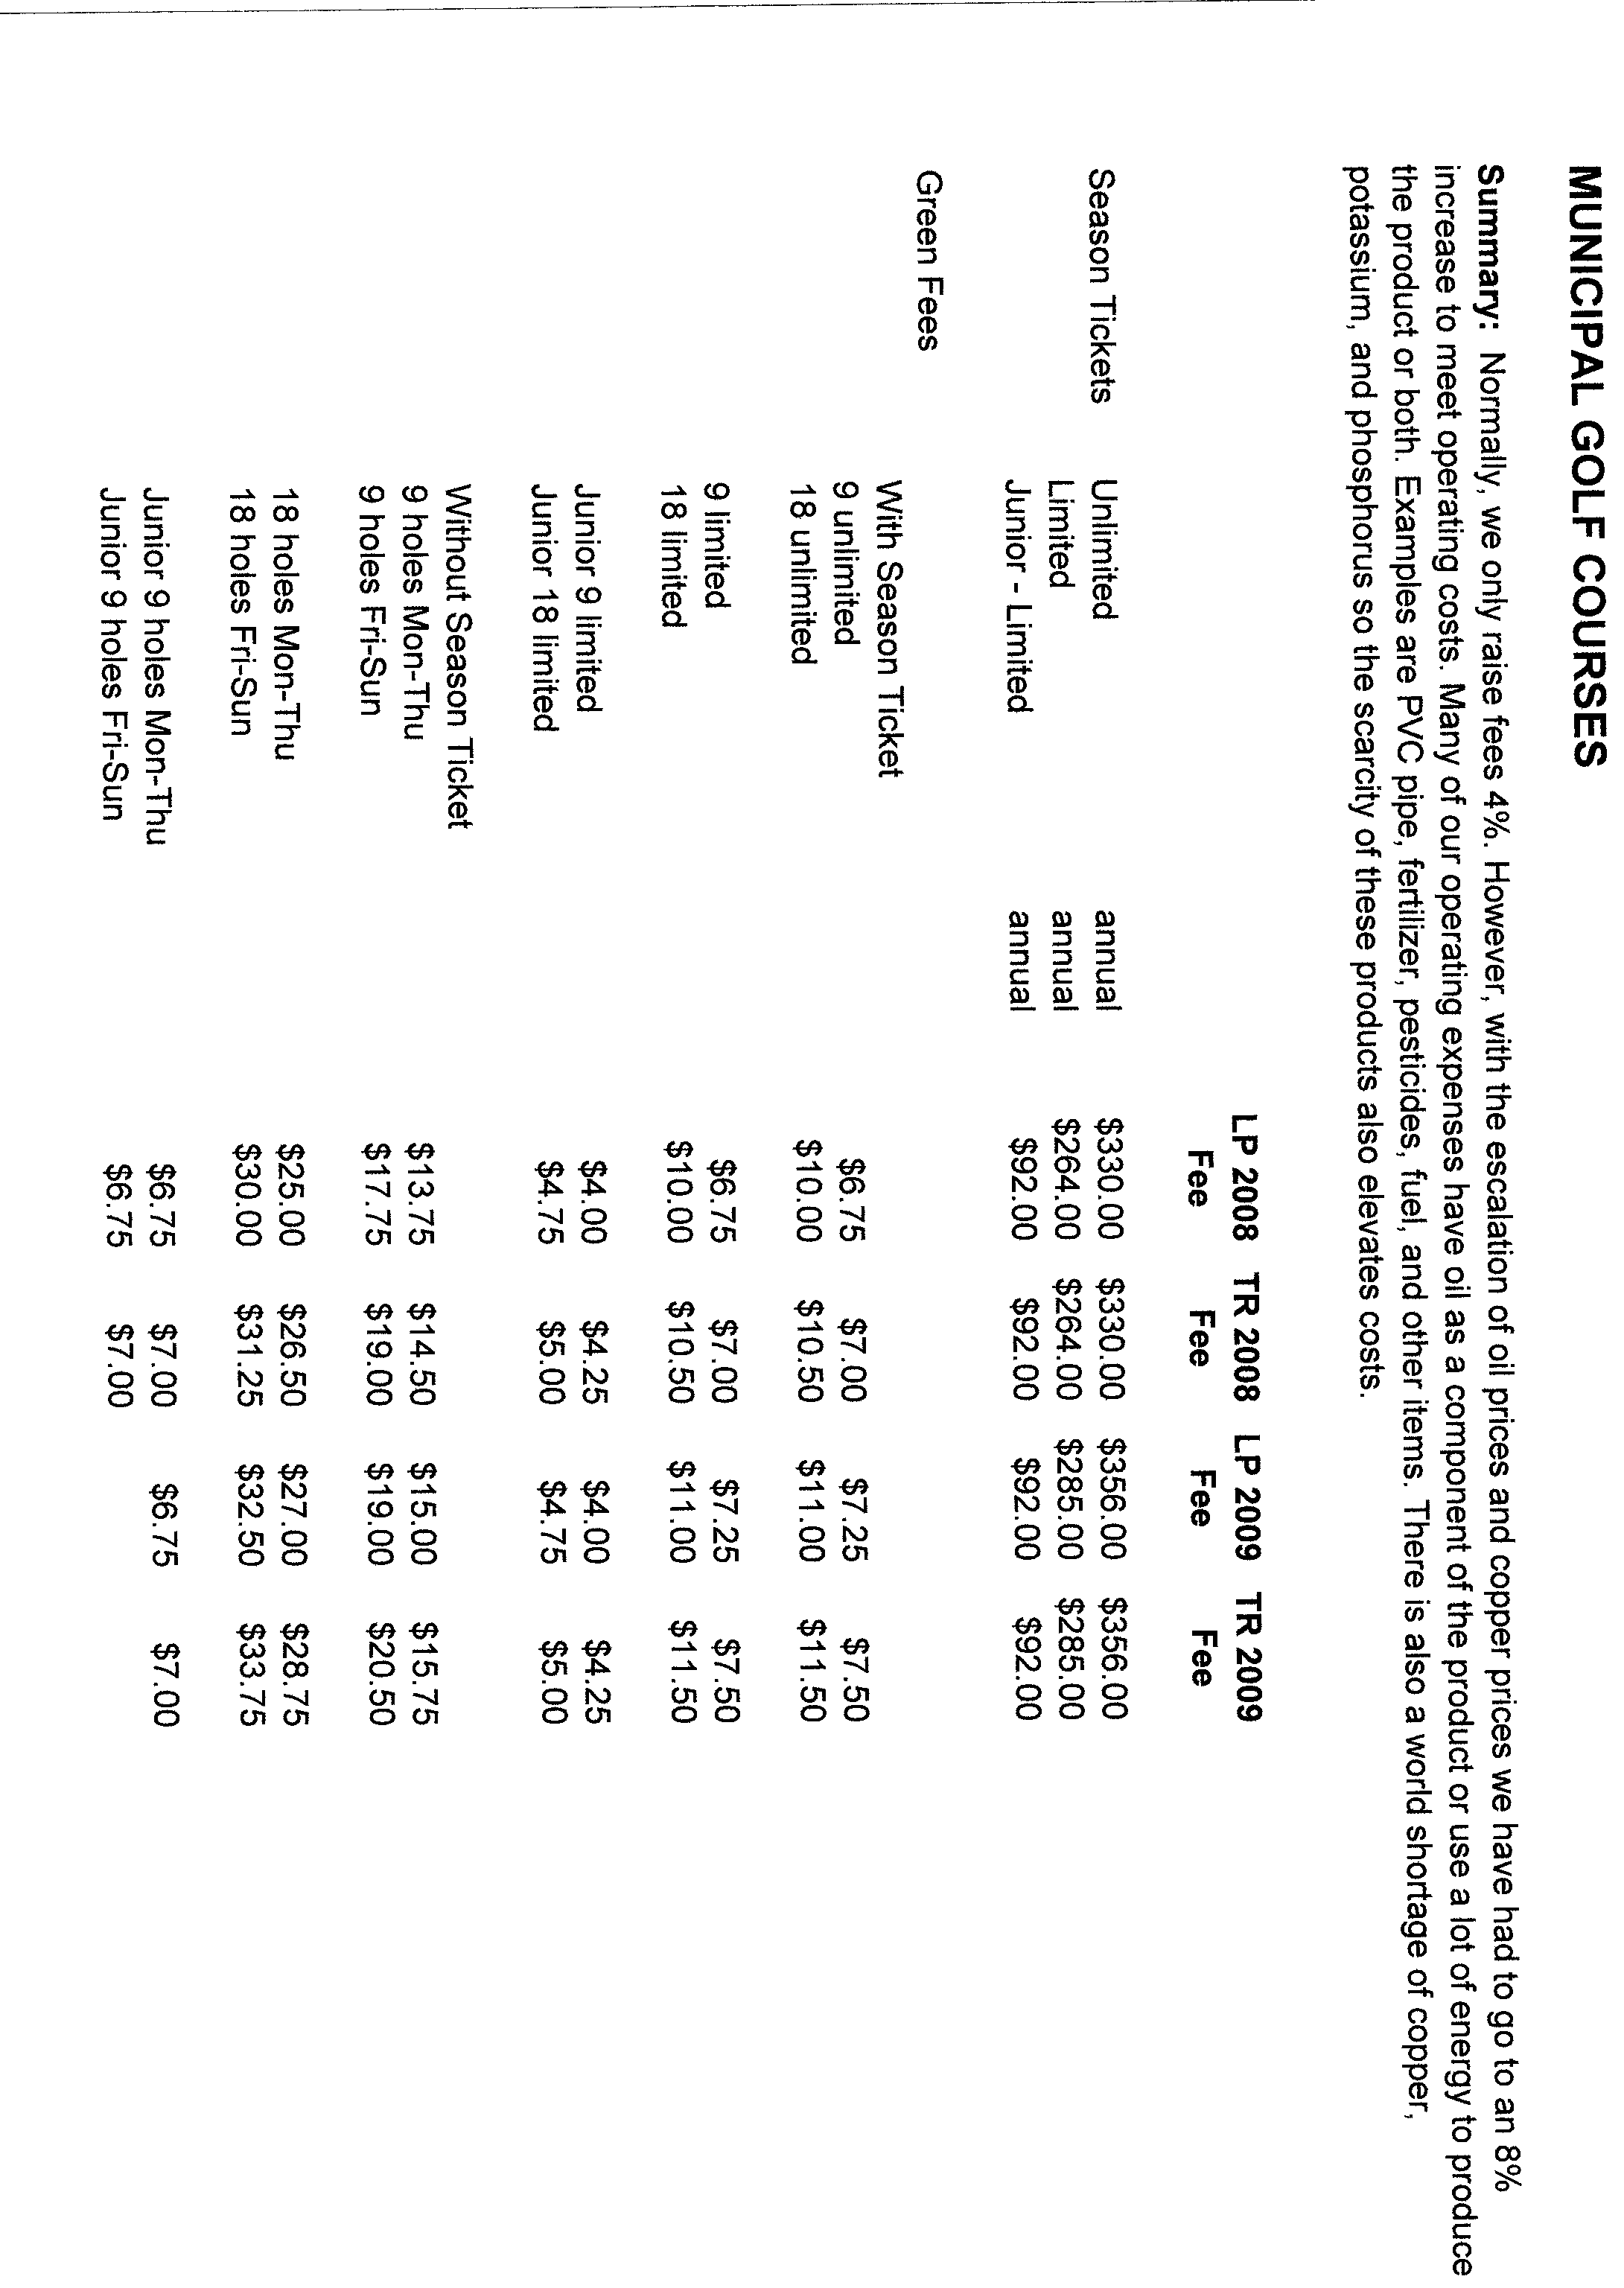 MUNICIPAL GOLF COURSES
Summary: Normally, we only raise fees 4%. However, with the escalation of oil prices and copper prices we have had to go to an 8%
increase to meet operating costs. Many of our operating expenses have oil as a component of the product or use a lot of energy to produce
the product or both. Examples are PVC pipe, fertilizer, pesticides, fuel, and other items. There is also a world shortage of copper,
potassium, and phosphorus so the scarcity of these products also elevates costs.
LP 2008 TR 2008 LP 2009 TR 2009
Fee Fee Fee Fee
Season Tickets Unlimited annual $330.00 $330.00 $356.00 $356.00
Limited annual $264.00 $264.00 $285.00 $285.00
Junior - Limited annual $92.00 $92.00 $92.00 $92.00
Green Fees
With Season Ticket
9 unlimited $6.75 $7.00 $7.25 $7.50
18 unlimited $10.00 $10.50 $11.00 $11.50
9 limited $6.75 $7.00 $7.25 $7.50
18 limited $10.00 $10.50 $11.00 $11.50
Junior 9 limited $4.00 $4.25 $4.00 $4.25
Junior 18 limited $4.75 $5.00 $4.75 $5.00
Without Season Ticket
9 holes Mon-Thu $13.75 $14.50 $15.00 $15.75
9 holes Fri-Sun $17.75 $19.00 $19.00 $20.50
18 holes Mon-Thu $25.00 $26.50 $27.00 $28.75
18 holes Fri-Sun $30.00 $31.25 $32.50 $33.75
Junior 9 holes Mon-Thu $6.75 $7.00 $6.75 $7.00
Junior 9 holes Fri-Sun $6.75 $7.00